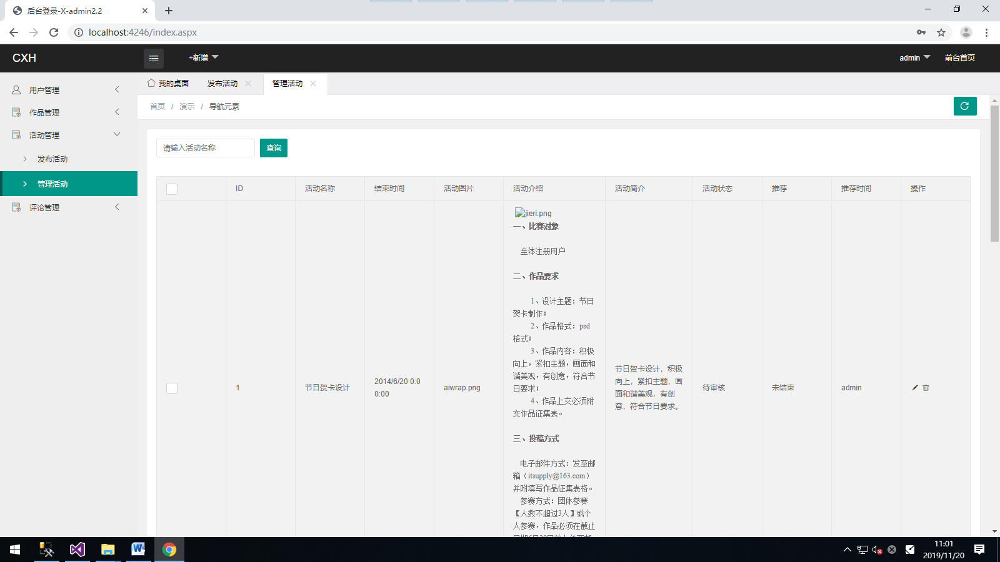 后台登录-X-admin2.2
localhost:4246/index.aspx
CXH
+新增
admin
前台首页
用户管理
作品管理
活动管理
发布活动
管理活动
评论管理
我的桌面
发布活动
管理活动
首页 / 演示 / 导航元素
请输入活动名称
查询
ID
活动名称
结束时间
活动图片
活动介绍
活动简介
活动状态
推荐
推荐时间
操作
1
节日贺卡设计
2014/6/20 0:0
0:00
aiwrap.png
jieri.png
一、比赛对象
全体注册用户
二、作品要求
1、设计主题：节日
贺卡制作；
2、作品格式：psd
格式；
3、作品内容：积极
向上，紧扣主题，画面和
谐美观，有创意，符合节
日要求；
4、作品上交必须附
交作品征集表。
三、投稿方式
电子邮件方式：发至邮
箱（itsupply@163.com）
并附填写作品征集表格。
参赛方式：团体参赛
【人数不超过3人】或个
人参赛，作品必须在截止
节日贺卡设计，积极
向上，紧扣主题，画
面和谐美观，有创
意，符合节日要求。
待审核
未结束
admin
11:01
2019/11/20